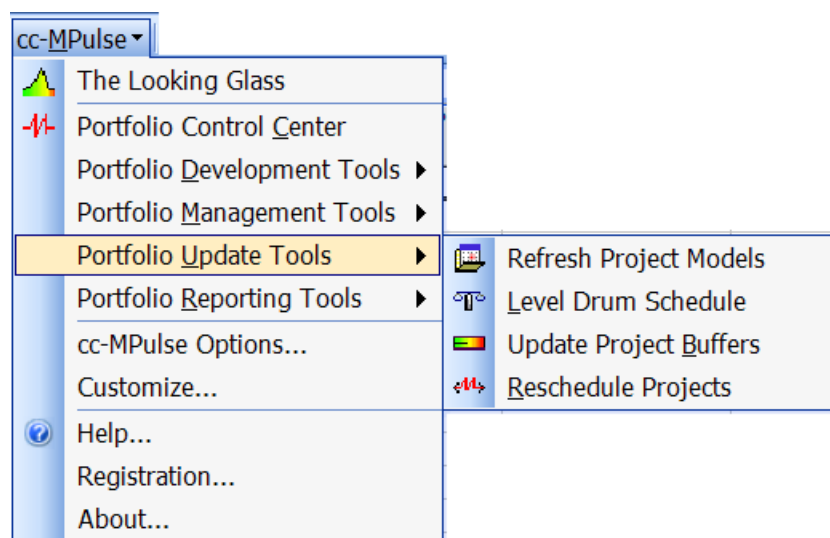 cc-MPulse
The Looking Glass
Portfolio Control Center
Portfolio Development Tools
Portfolio Management Tools
Portfolio Update Tools
Refresh Project Models
Portfolio Reporting Tools
Level Drum Schedule
cc-MPulse Options...
Update Project Buffers
Customize...
Reschedule Projects
Help...
Registration...
About...